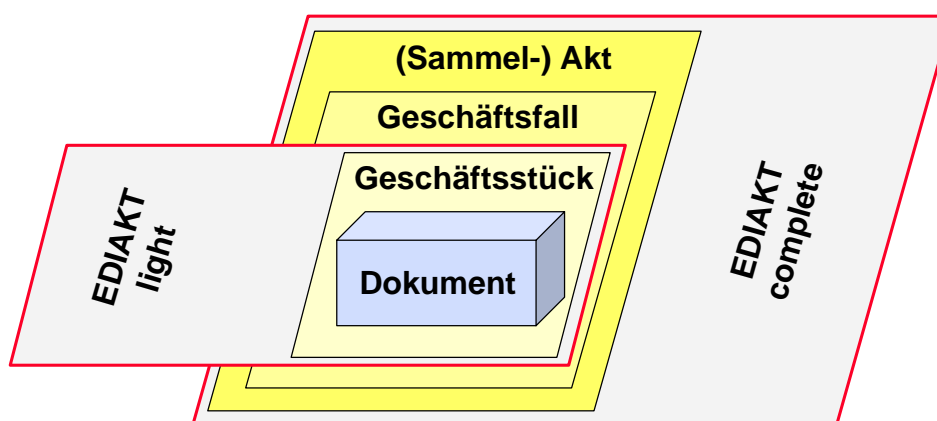 (Sammel-) Akt
Geschäftsfall
Geschäftsstück
Dokument
EDIAKT
light
EDIAKT
complete